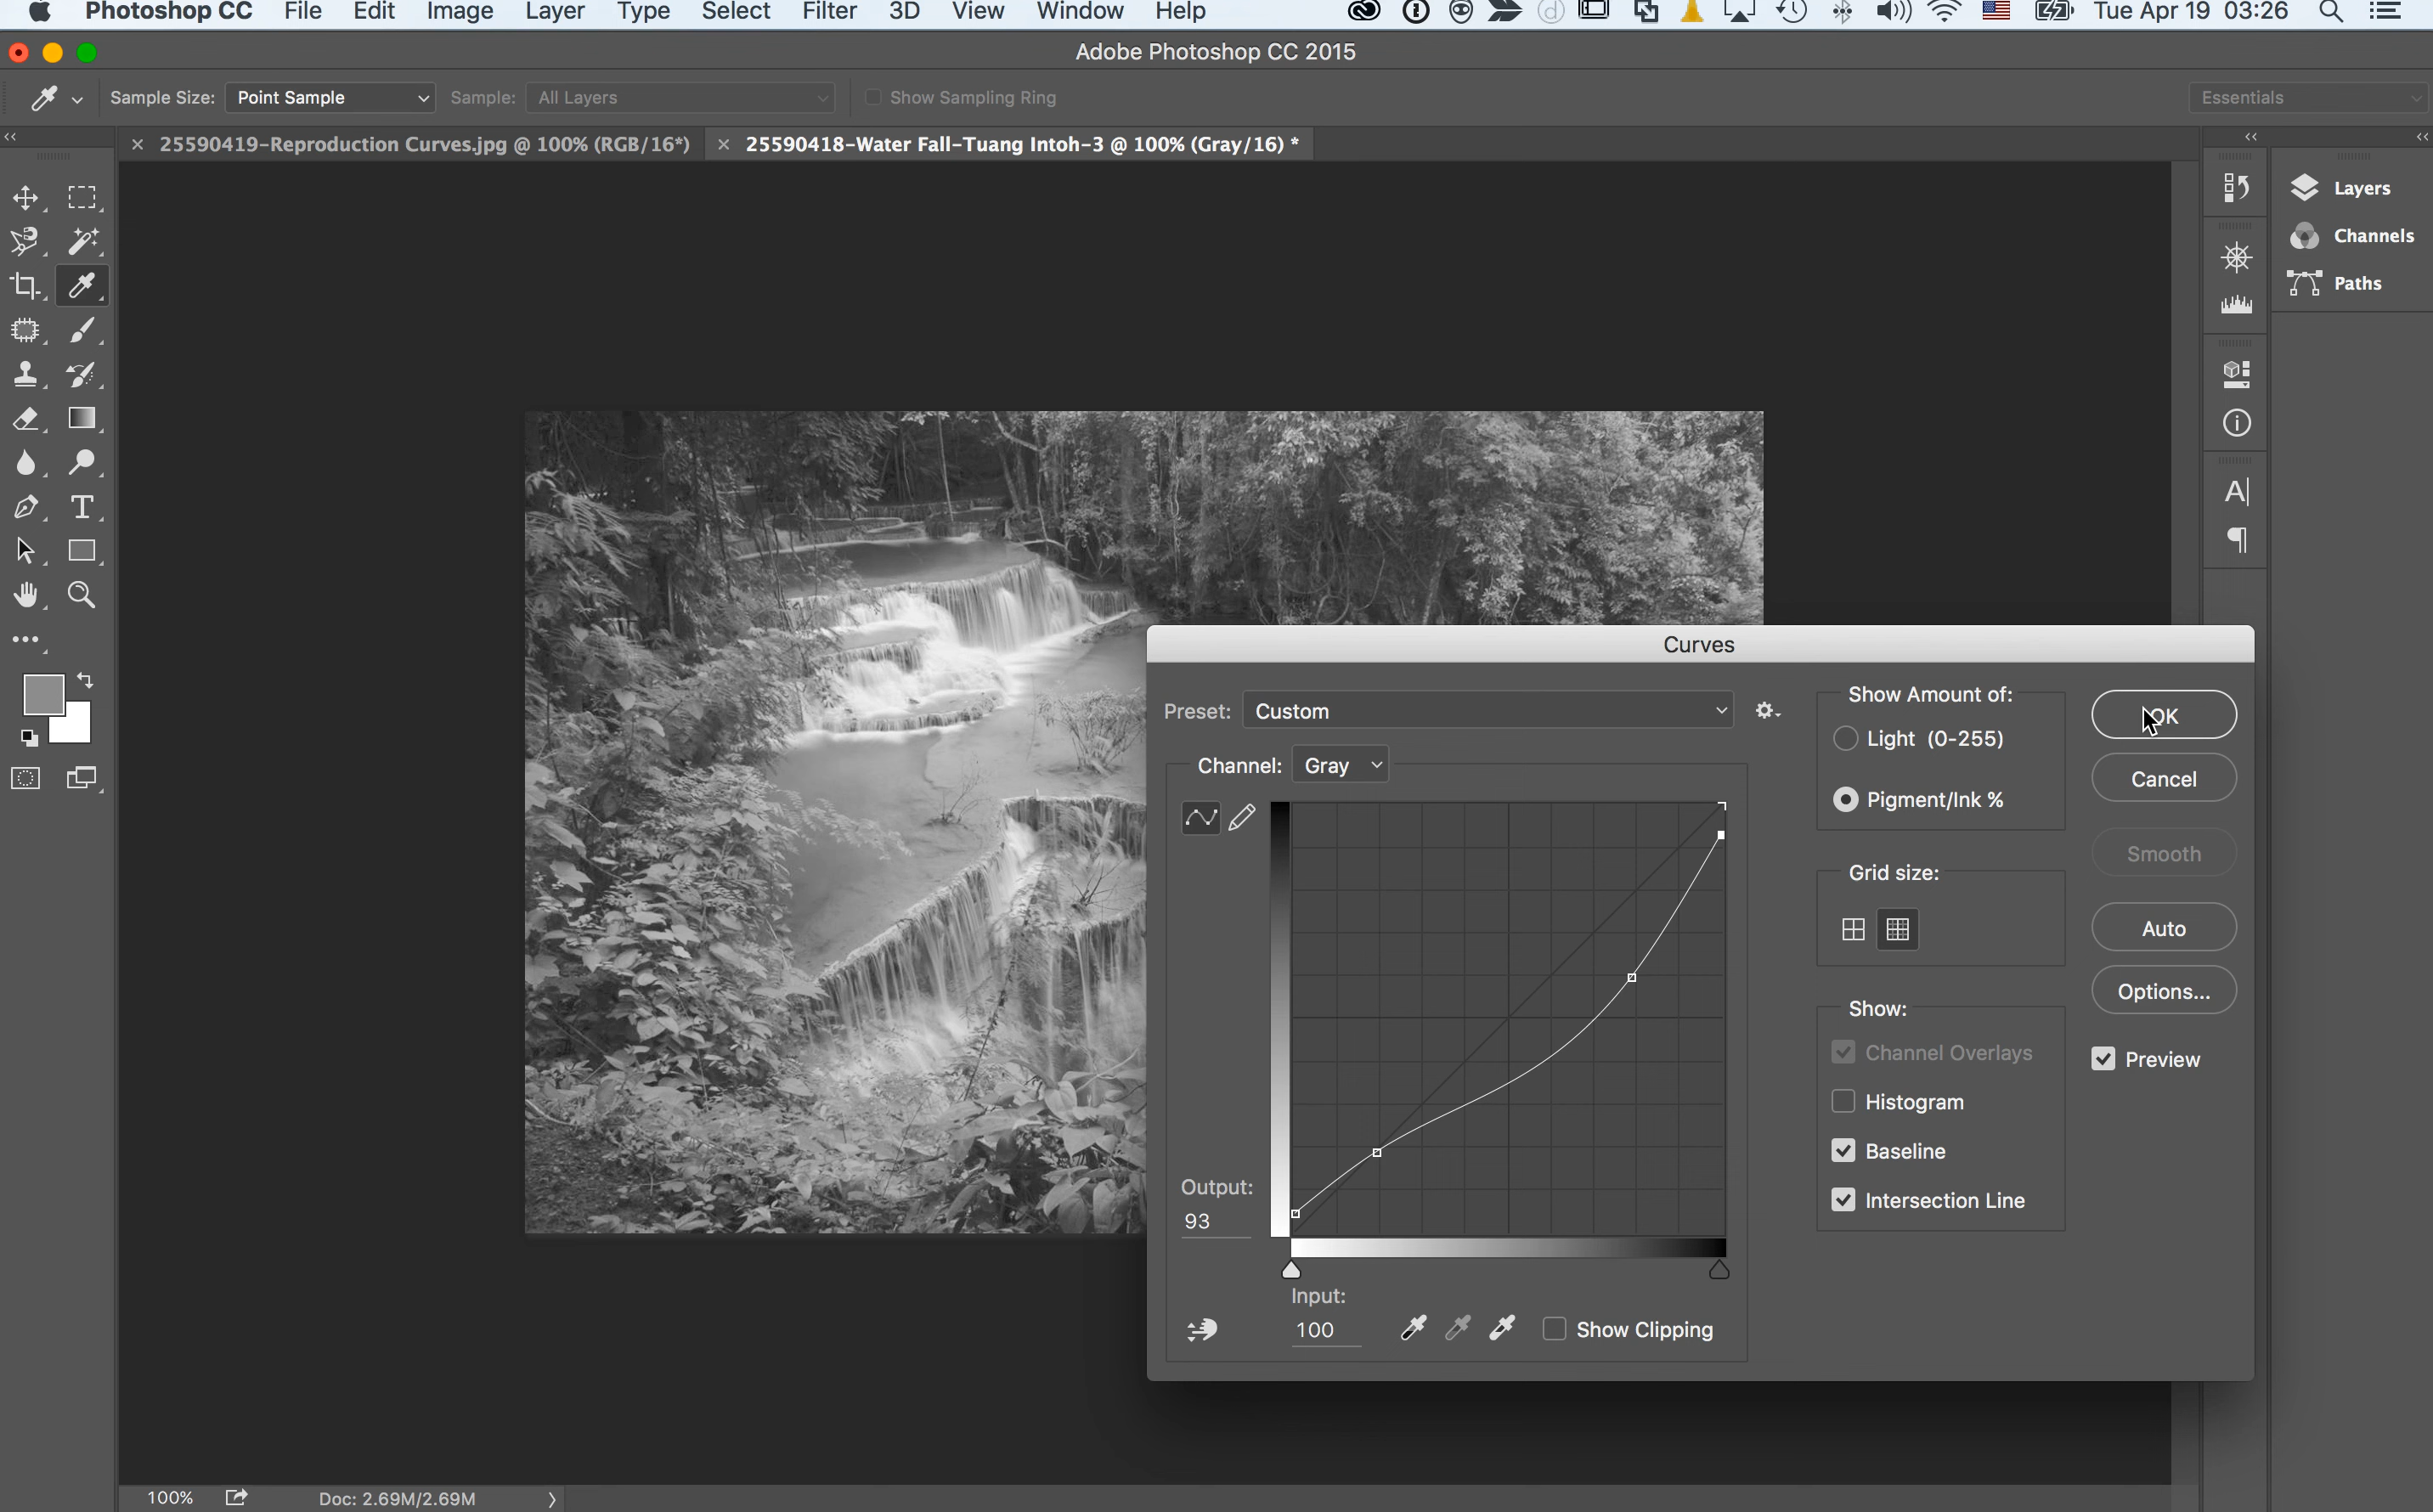 Photoshop CC File Edit Image Layer Type Select Filter 3D View Window Help Tue Apr 19 03:26
Adobe Photoshop CC 2015
Sample Size: Point Sample Sample: All Layers Show Sampling Ring Essentials
25590419-Reproduction Curves.jpg @ 100% (RGB/16*) 25590418-Water Fall-Tuang Intoh-3 @ 100% (Gray/16) *
Layers
Channels
Paths
Curves
Preset: Custom
Channel: Gray
Show Amount of:
Light (0-255)
Pigment/Ink %
Grid size:
Show:
Channel Overlays
Histogram
Baseline
Intersection Line
OK
Cancel
Smooth
Auto
Options...
Preview
Output:
93
Input:
100
Show Clipping
100% Doc: 2.69M/2.69M